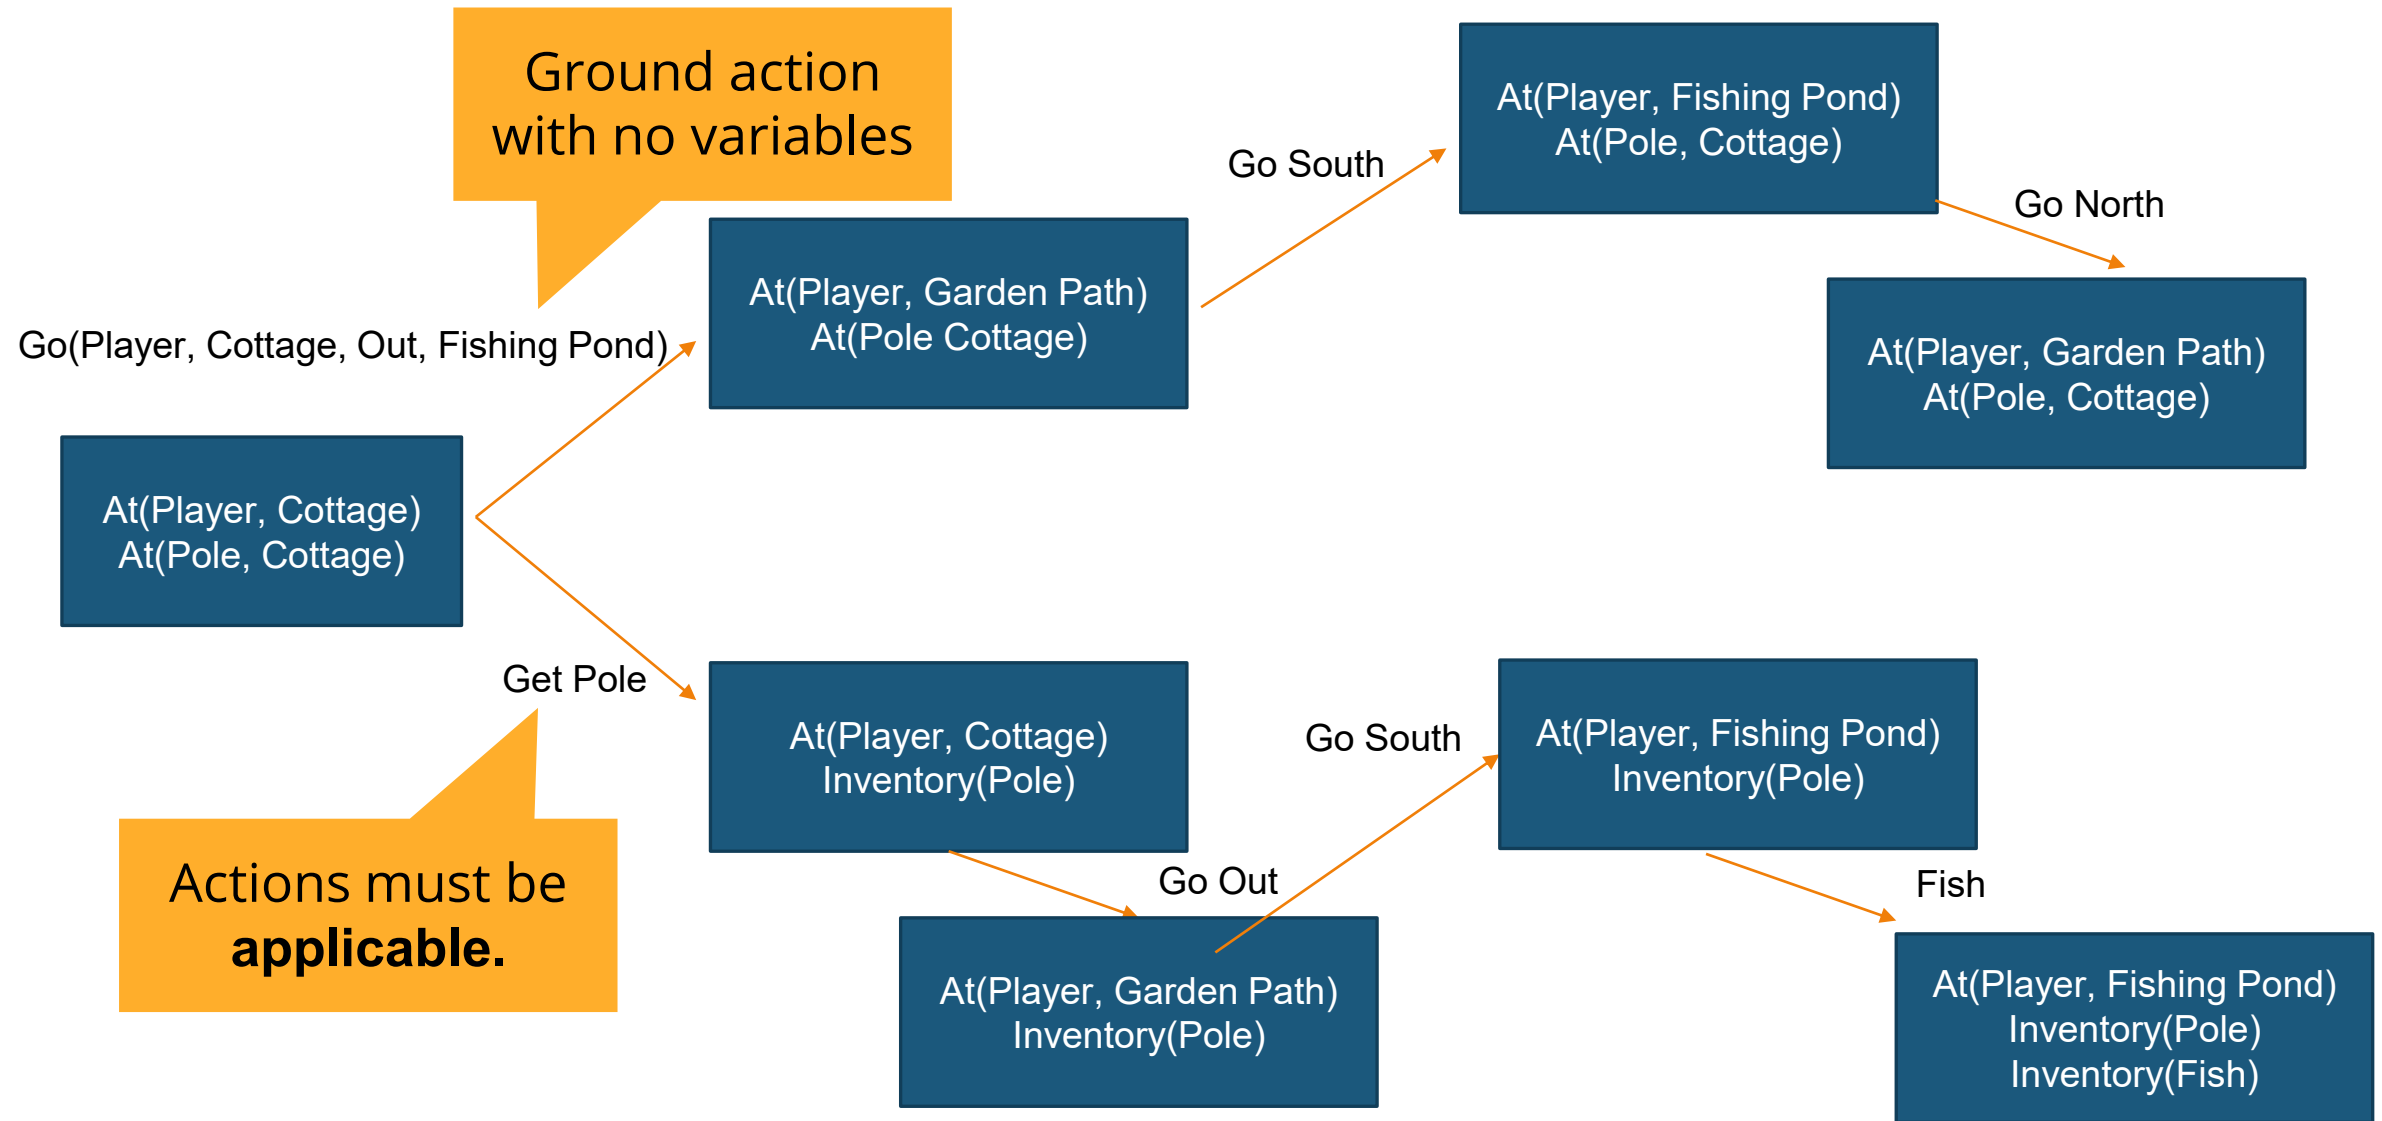 Ground action
with no variables
At(Player, Fishing Pond)
At(Pole, Cottage)
Go South
Go North
At(Player, Garden Path)
At(Pole Cottage)
Go(Player, Cottage, Out, Fishing Pond)
At(Player, Garden Path)
At(Pole, Cottage)
At(Player, Cottage)
At(Pole, Cottage)
Get Pole
At(Player, Cottage)
Inventory(Pole)
Go South
At(Player, Fishing Pond)
Inventory(Pole)
Actions must be
applicable.
Go Out
Fish
At(Player, Garden Path)
Inventory(Pole)
At(Player, Fishing Pond)
Inventory(Pole)
Inventory(Fish)